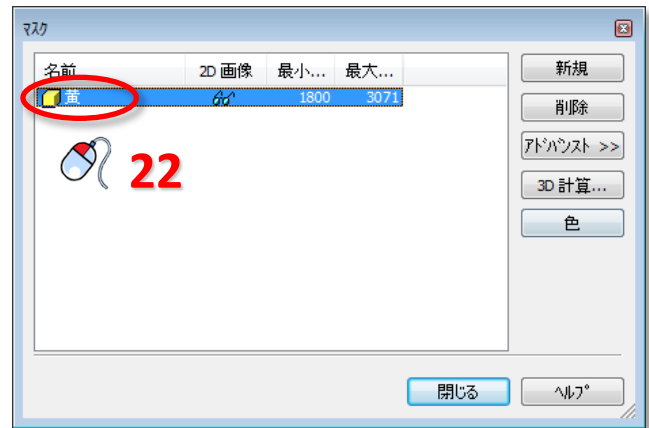 マスク
名前 2D 画像 最小... 最大...
黄 1800 3071
22
新規
削除
アドバンスト >>
3D 計算...
色
閉じる ヘルプ